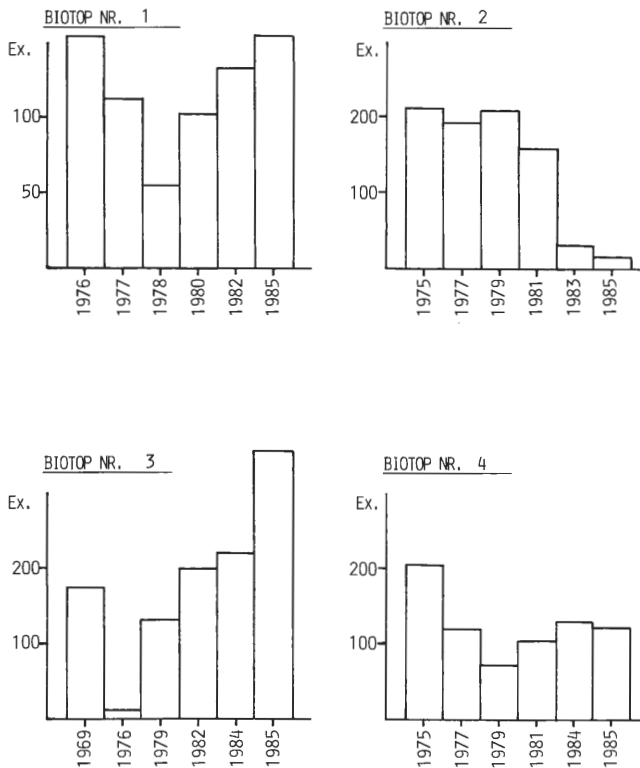 BIOTOP NR. 1
Ex.
100
50
1976 1977 1978 1980 1982 1985
BIOTOP NR. 2
Ex.
200
100
1975 1977 1979 1981 1983 1985
BIOTOP NR. 3
Ex.
200
100
1969 1976 1979 1982 1984 1985
BIOTOP NR. 4
Ex.
200
100
1975 1977 1979 1981 1984 1985